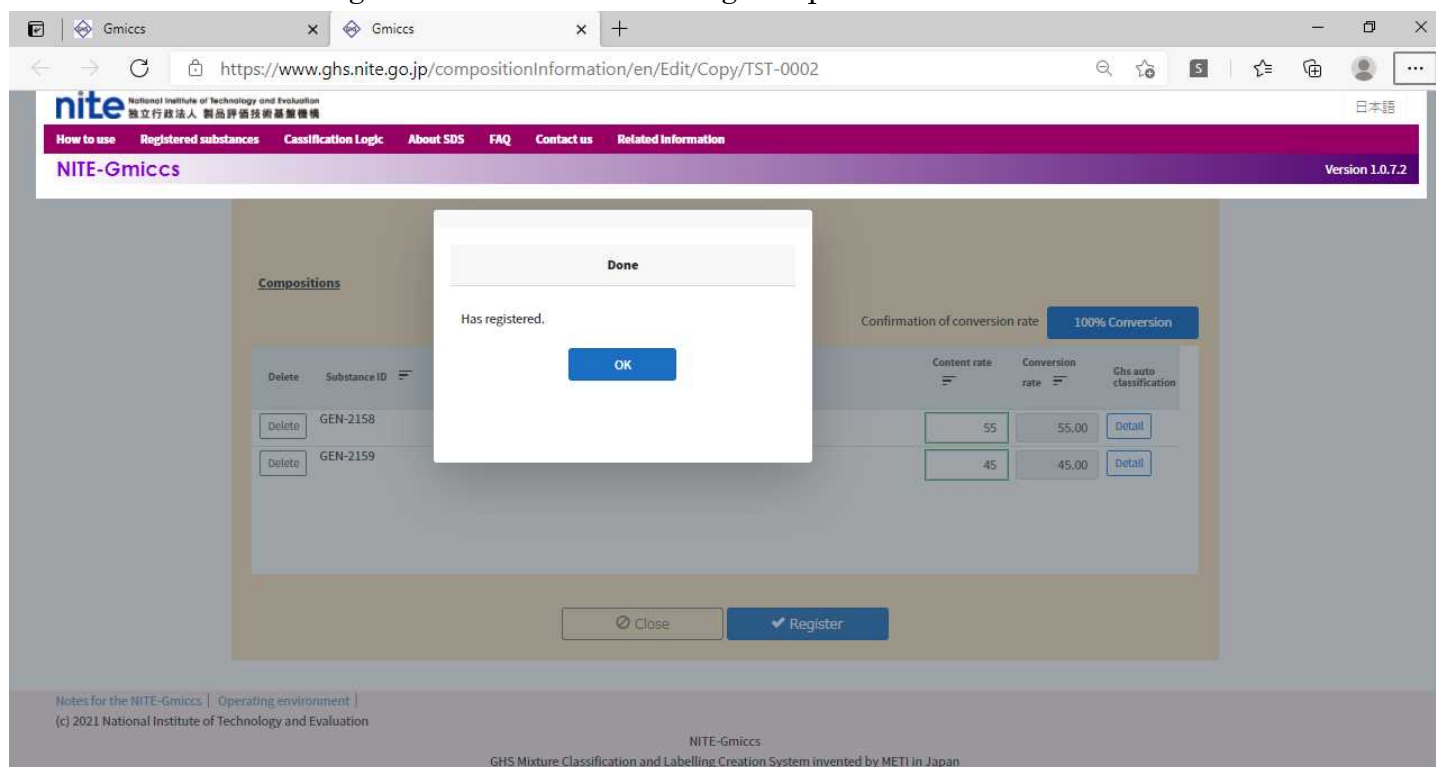 Gmiccs
Gmiccs
https://www.ghs.nite.go.jp/compositionInformation/en/Edit/Copy/TST-0002
nite National Institute of Technology and Evaluation
独立行政法人 製品評価技術基盤機構
日本語
How to use Registered substances Cassification Logic About SDS FAQ Contact us Related Information
NITE-Gmiccs Version 1.0.7.2
Done
Compositions
Has registered.
Confirmation of conversion rate 100% Conversion
OK
Delete Substance ID Content rate Conversion rate Ghs auto classification
Delete GEN-2158 55 55.00 Detail
Delete GEN-2159 45 45.00 Detail
Close Register
Notes for the NITE-Gmiccs | Operating environment |
(c) 2021 National Institute of Technology and Evaluation
NITE-Gmiccs
GHS Mixture Classification and Labelling Creation System invented by METI in Japan